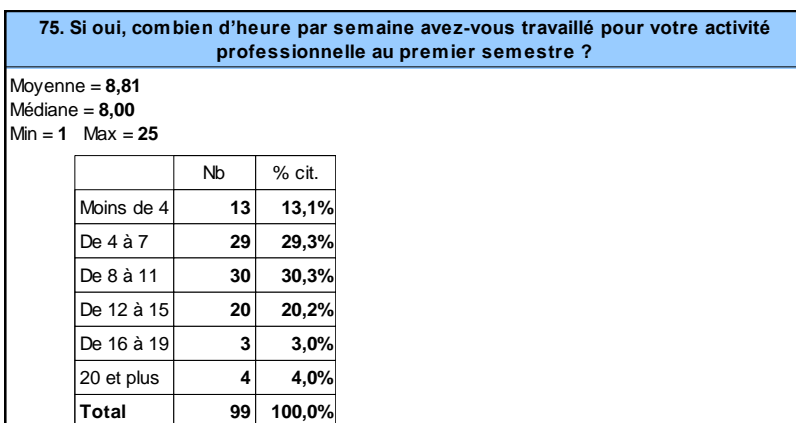 75. Si oui, combien d’heure par semaine avez-vous travaillé pour votre activité
professionnelle au premier semestre ?
Moyenne = 8,81
Médiane = 8,00
Min = 1 Max = 25
Nb % cit.
Moins de 4 13 13,1%
De 4 à 7 29 29,3%
De 8 à 11 30 30,3%
De 12 à 15 20 20,2%
De 16 à 19 3 3,0%
20 et plus 4 4,0%
Total 99 100,0%